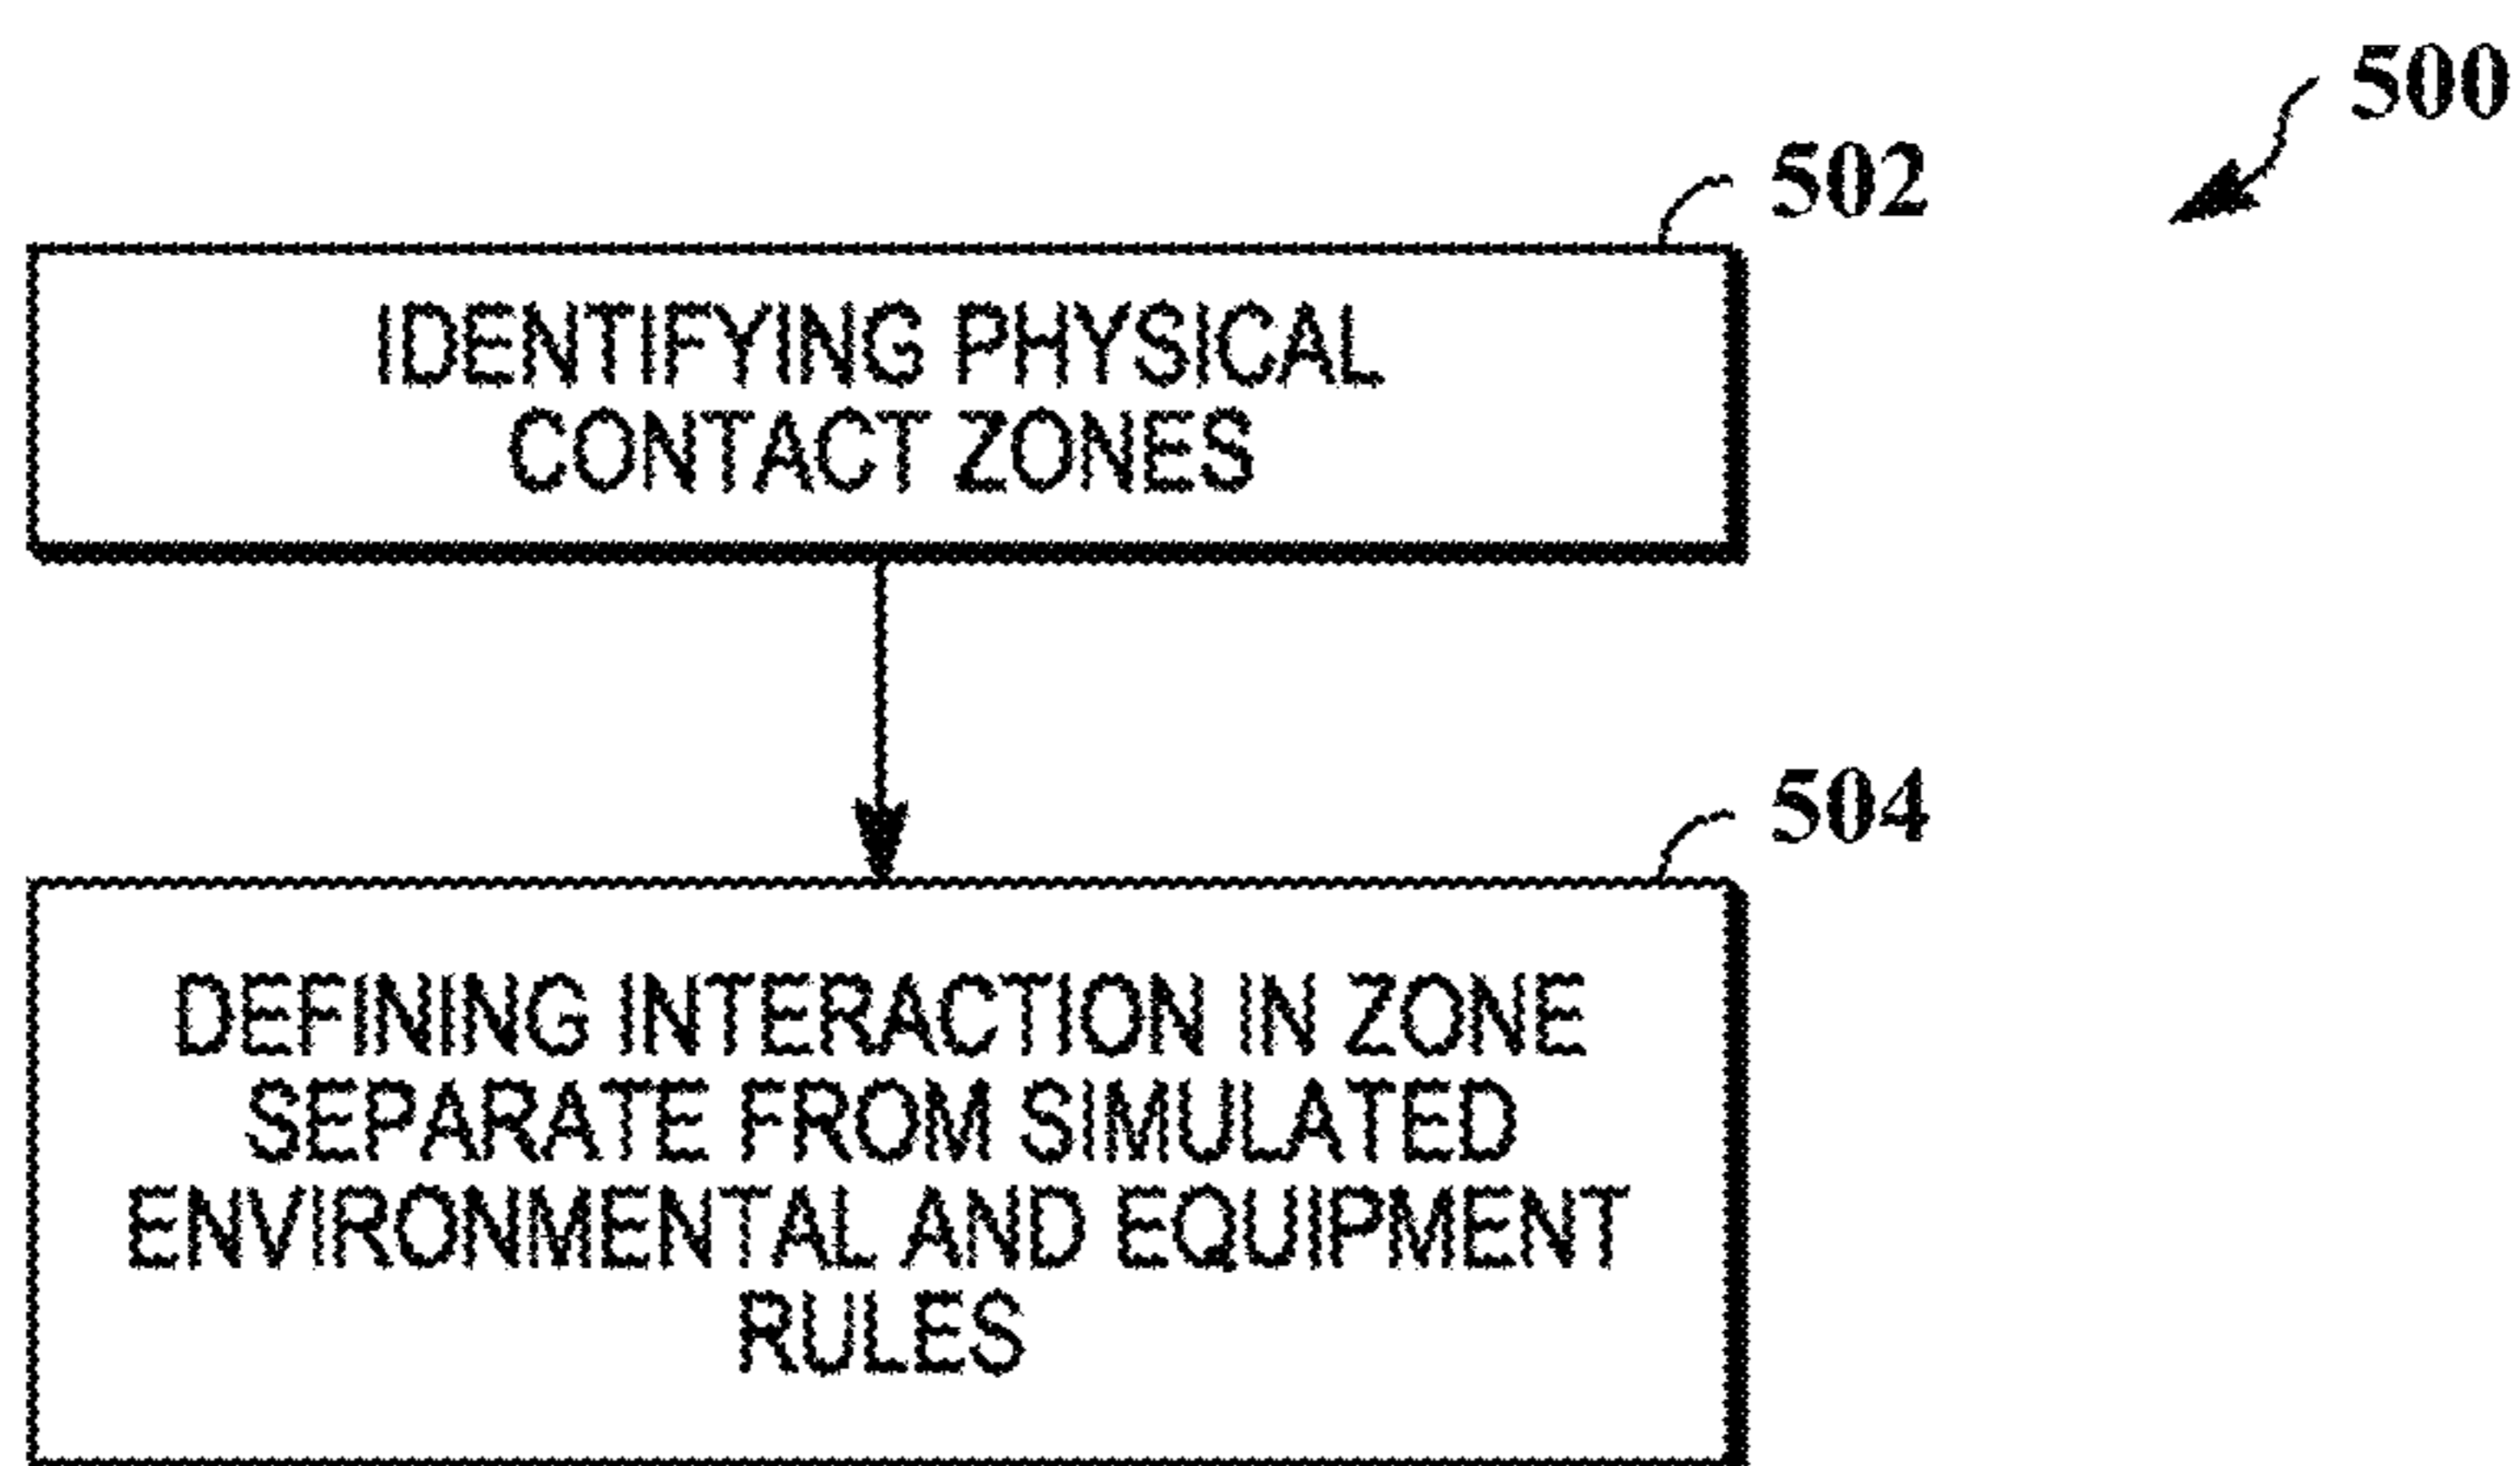 500
502
IDENTIFYING PHYSICAL
CONTACT ZONES
504
DEFINING INTERACTION IN ZONE
SEPARATE FROM SIMULATED
ENVIRONMENTAL AND EQUIPMENT
RULES